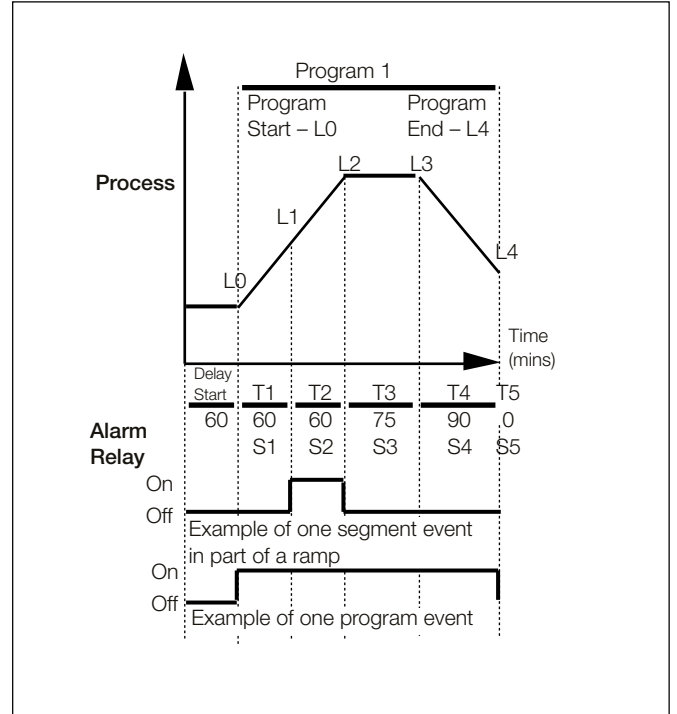 Program 1
Program Program
Start – L0 End – L4
L2 L3
Process
L1
L4
L0
Time
(mins)
Delay
Start T1 T2 T3 T4 T5
60 60 60 75 90 0
S1 S2 S3 S4 S5
Alarm
Relay
On
Off
Example of one segment event
in part of a ramp
On
Off
Example of one program event